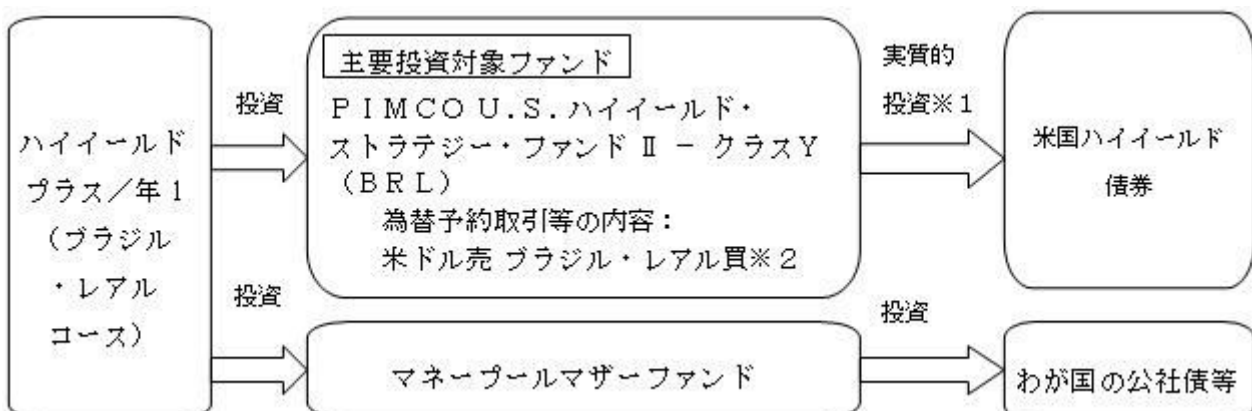 ハイイールド
プラス／年１
（ブラジル
・レアル
コース）
投資
投資
主要投資対象ファンド
ＰＩＭＣＯ Ｕ.Ｓ.ハイイールド・
ストラテジー・ファンド Ⅱ － クラスＹ
（ＢＲＬ）
為替予約取引等の内容：
米ドル売 ブラジル・レアル買※２
マネープールマザーファンド
実質的
投資※１
投資
米国ハイイールド
債券
わが国の公社債等